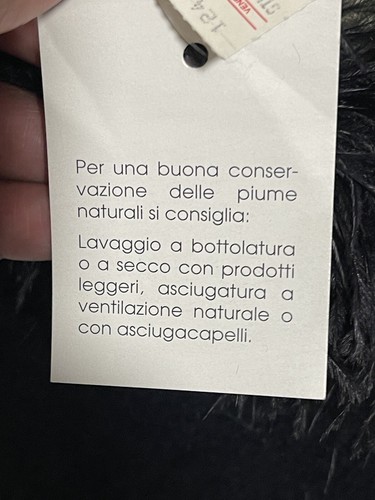 124
Per una buona conser-
vazione delle piume
naturali si consiglia:
Lavaggio a bottolatura
o a secco con prodotti
leggeri, asciugatura a
ventilazione naturale o
con asciugacapelli.